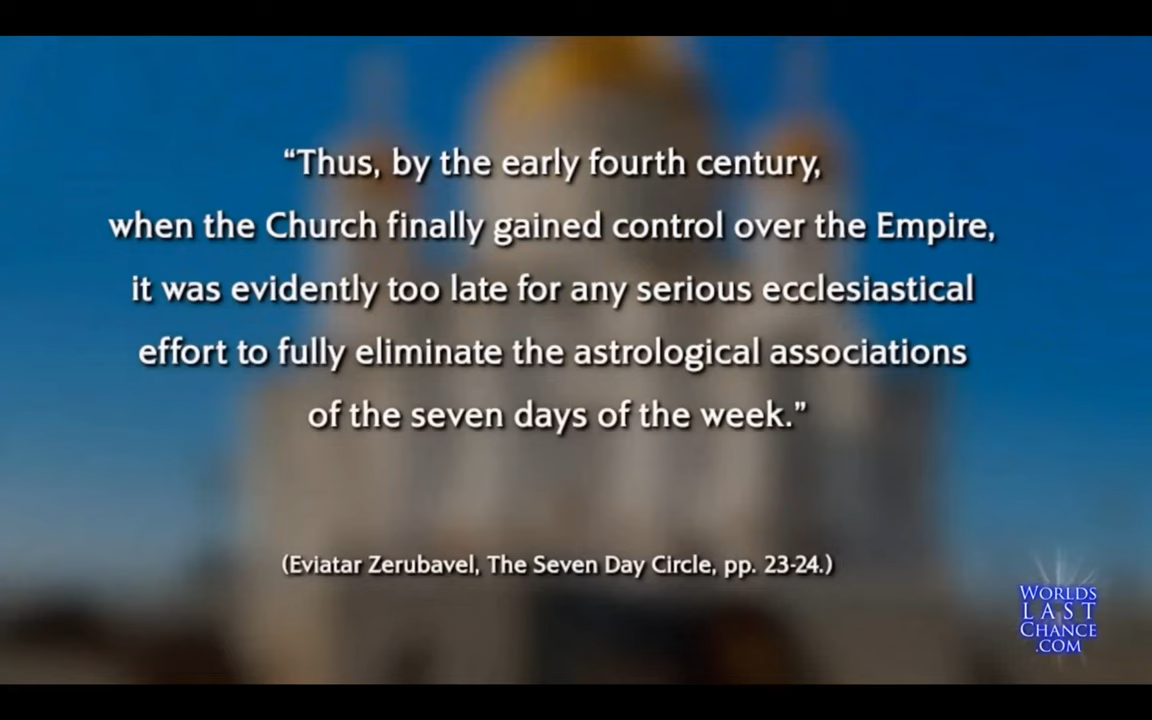 “Thus, by the early fourth century,
when the Church finally gained control over the Empire,
it was evidently too late for any serious ecclesiastical
effort to fully eliminate the astrological associations
of the seven days of the week.”
(Eviatar Zerubavel, The Seven Day Circle, pp. 23-24.)
WORLDS
LAST
CHANCE
.COM